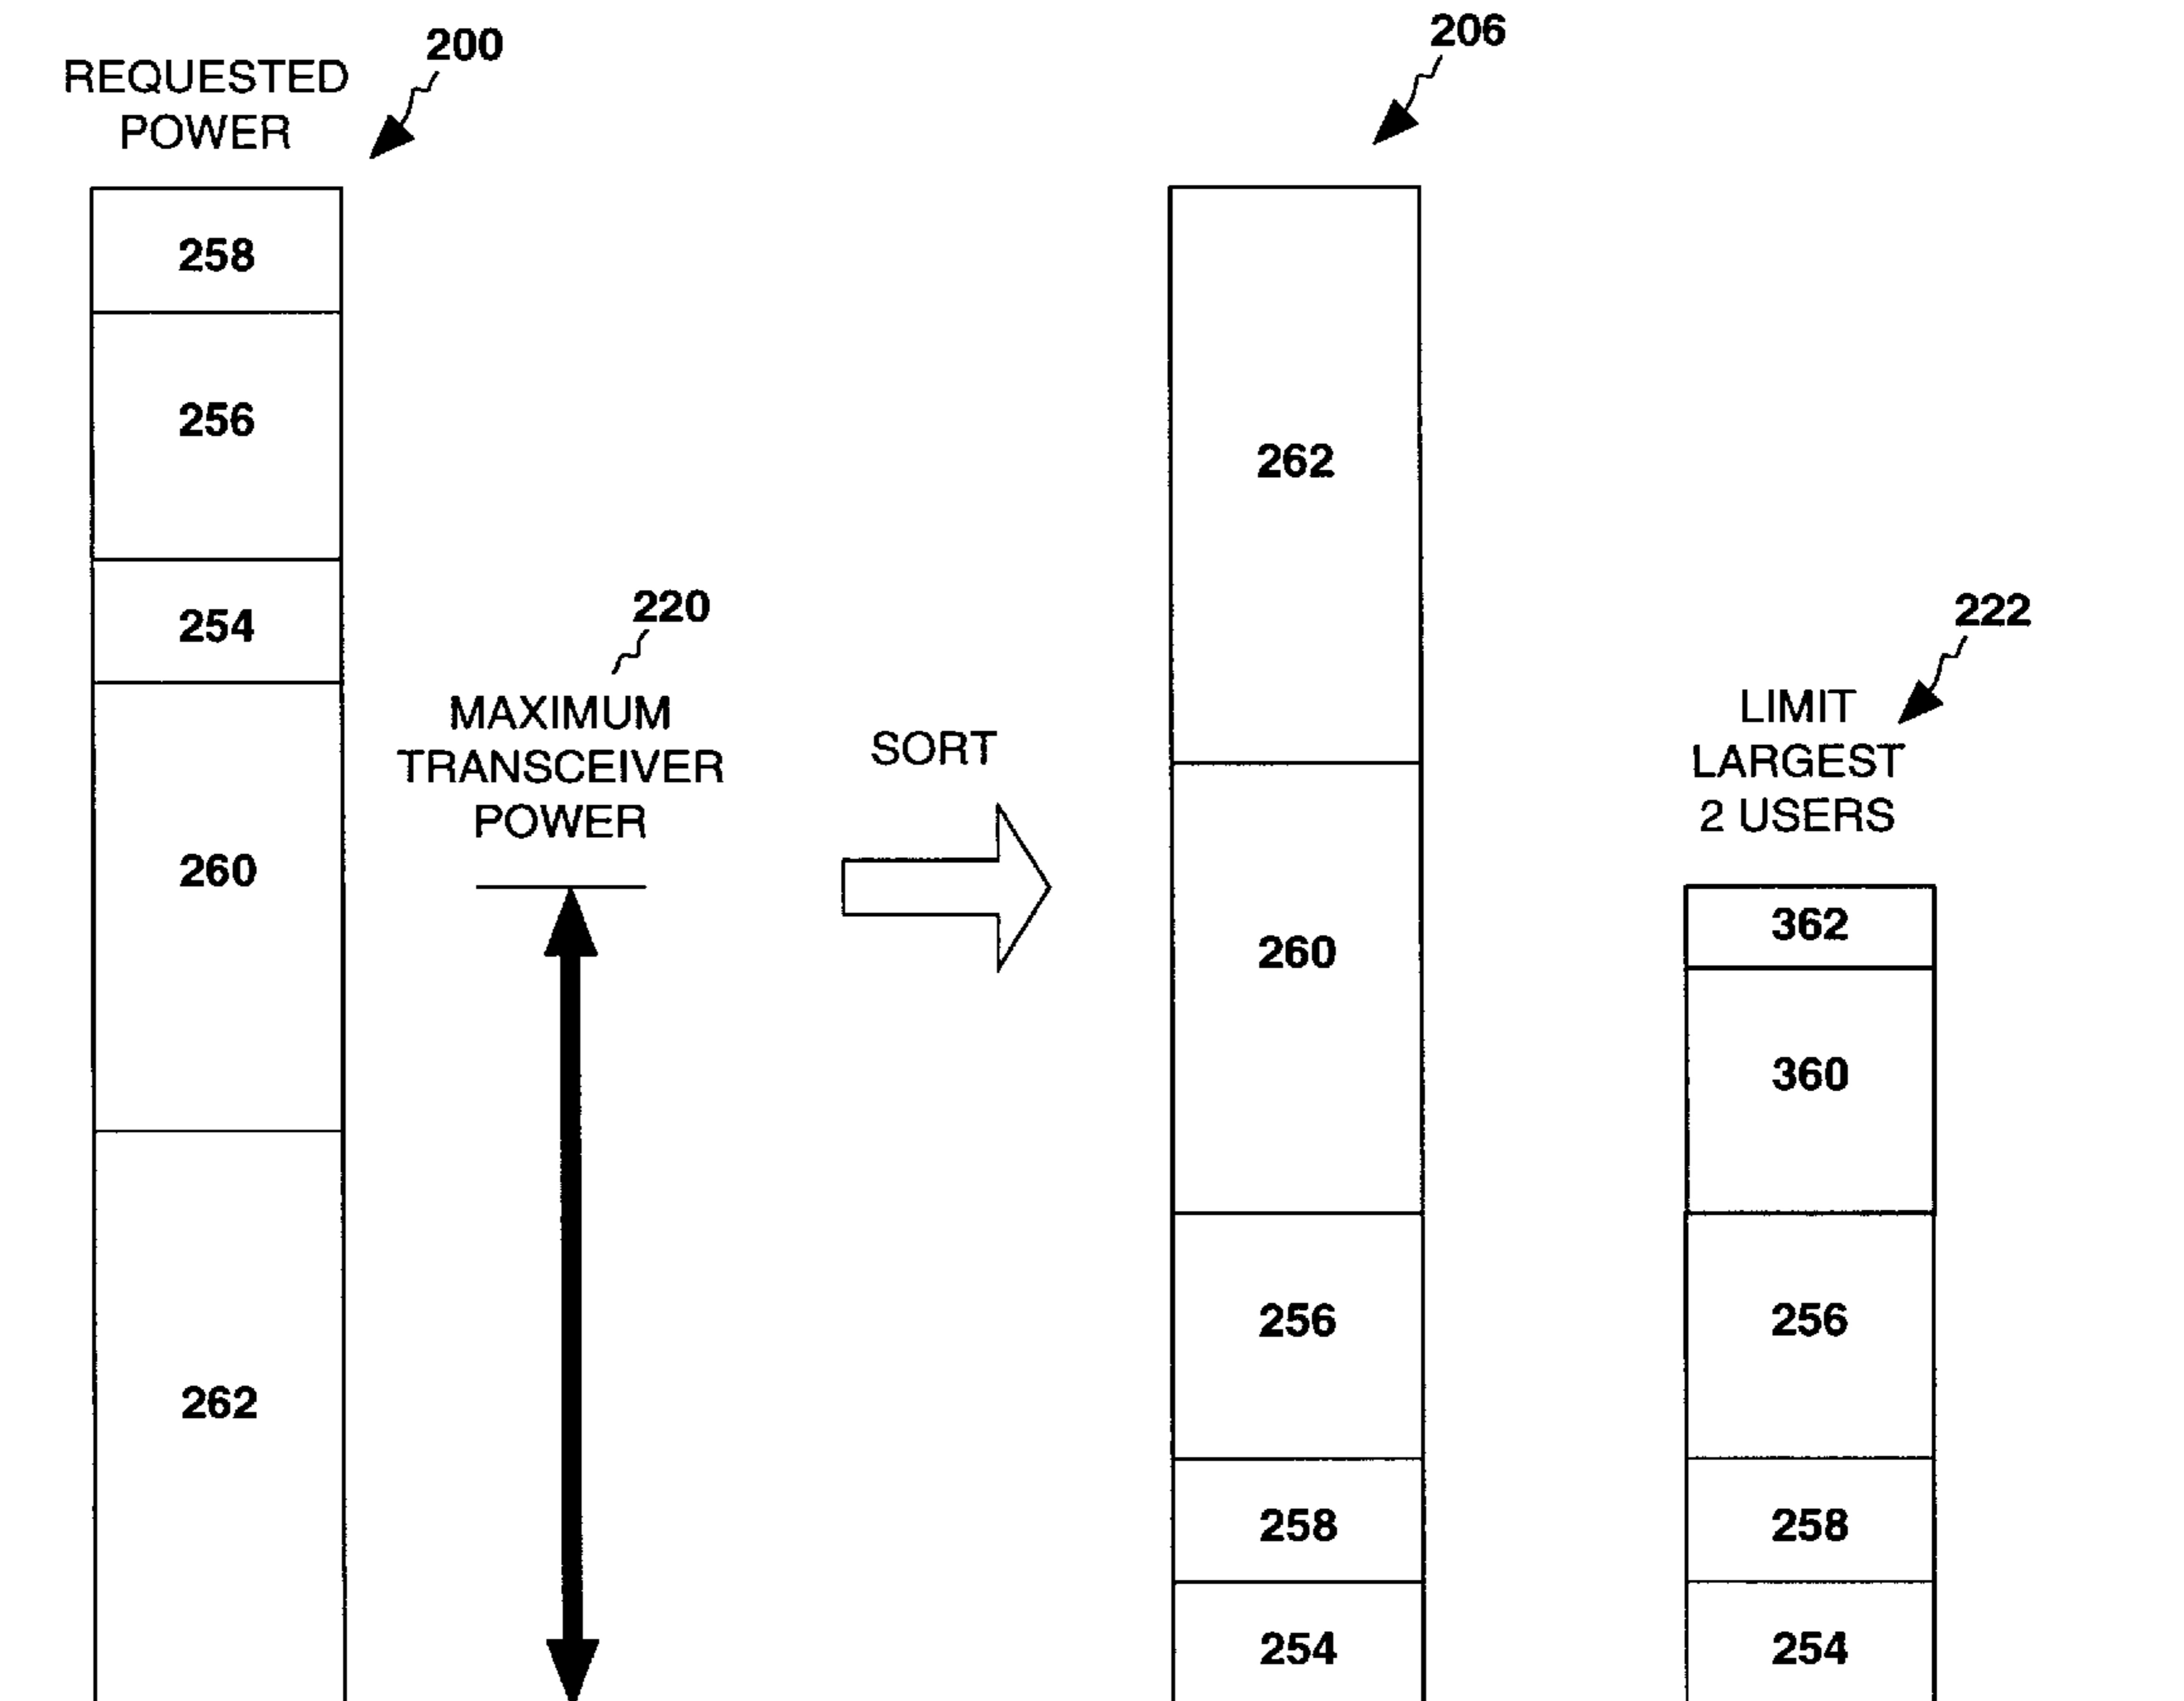 REQUESTED
POWER
200
258
256
254
260
262
220
MAXIMUM
TRANSCEIVER
POWER
SORT
206
262
260
256
258
254
222
LIMIT
LARGEST
2 USERS
362
360
256
258
254